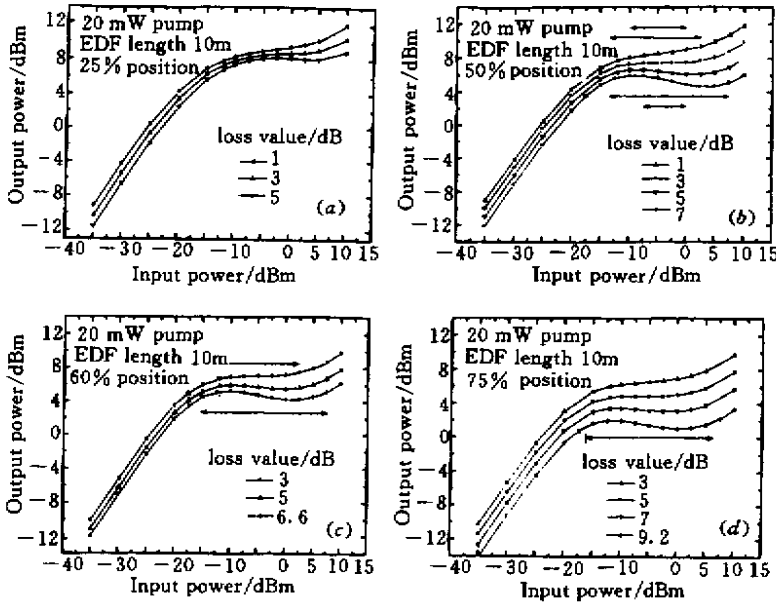 20 mW pump
EDF length 10m
25% position
loss value/dB
1
3
5
(a)
Output power/dBm
12
8
4
0
−4
−8
−12
−40 −30 −20 −10 0 5 10 15
Input power/dBm
20 mW pump
EDF length 10m
50% position
loss value/dB
1
3
5
7
(b)
Output power/dBm
12
8
4
0
−4
−8
−12
−40 −30 −20 −10 0 5 10 15
Input power/dBm
20 mW pump
EDF length 10m
60% position
loss value/dB
3
5
6.6
(c)
Output power/dBm
12
8
4
0
−4
−8
−12
−40 −30 −20 −10 0 5 10 15
Input power/dBm
20 mW pump
EDF length 10m
75% position
loss value/dB
3
5
7
9.2
(d)
Output power/dBm
12
8
4
0
−4
−8
−12
−40 −30 −20 −10 0 5 10 15
Input power/dBm